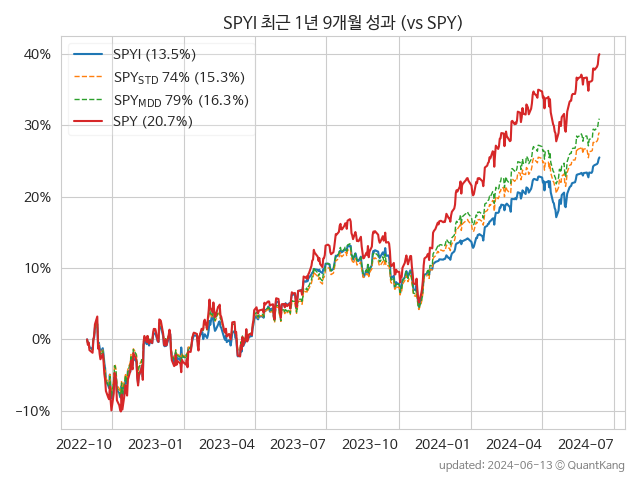 SPYI 최근 1년 9개월 성과 (vs SPY)
SPYI (13.5%)
SPY_STD 74% (15.3%)
SPY_MDD 79% (16.3%)
SPY (20.7%)
40%
30%
20%
10%
0%
−10%
2022-10 2023-01 2023-04 2023-07 2023-10 2024-01 2024-04 2024-07
updated: 2024-06-13 © QuantKang